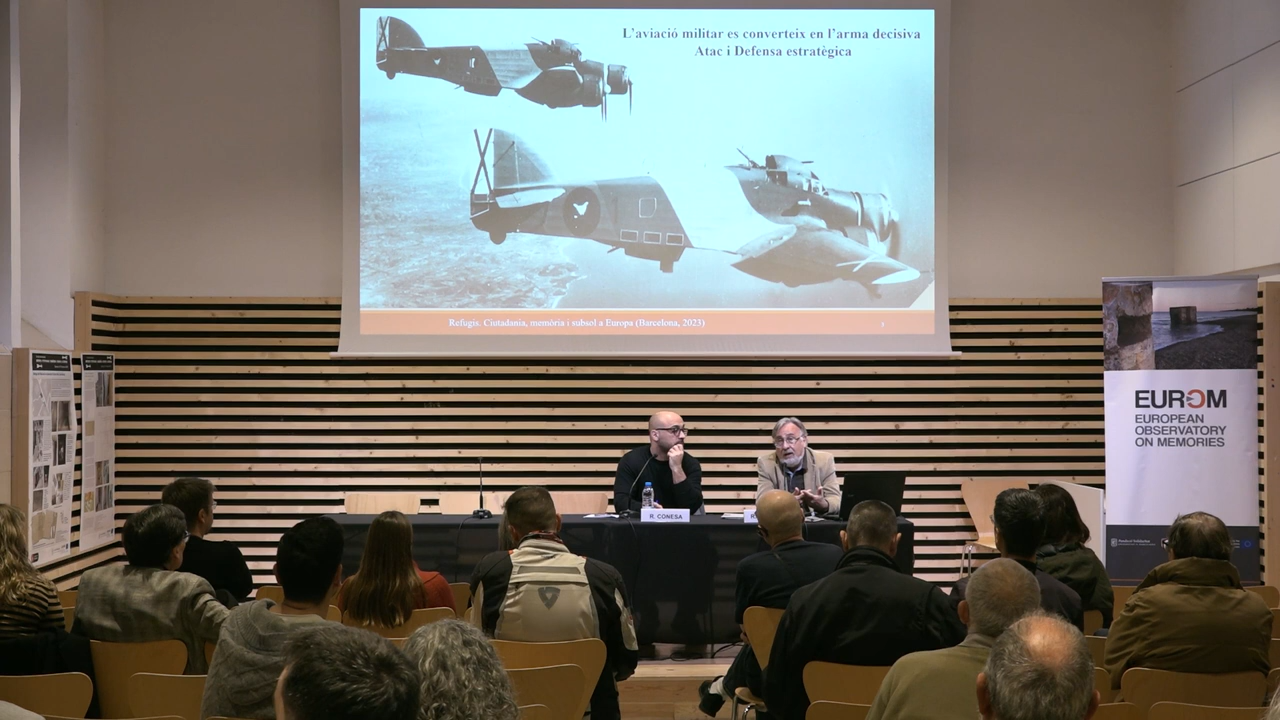 L'aviació militar es converteix en l'arma decisiva
Atac i Defensa estratègica
Refugis. Ciutadania, memòria i subsol a Europa (Barcelona, 2023)
EUROM
EUROPEAN
OBSERVATORY
ON MEMORIES
R. CONESA
R